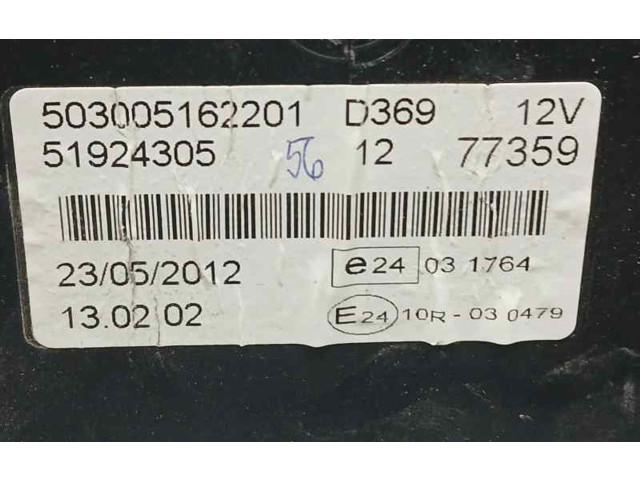 503005162201 D369 12V
51924305 56 12 77359
23/05/2012 e24 03 1764
13.02 02 E24 10R - 03 0479